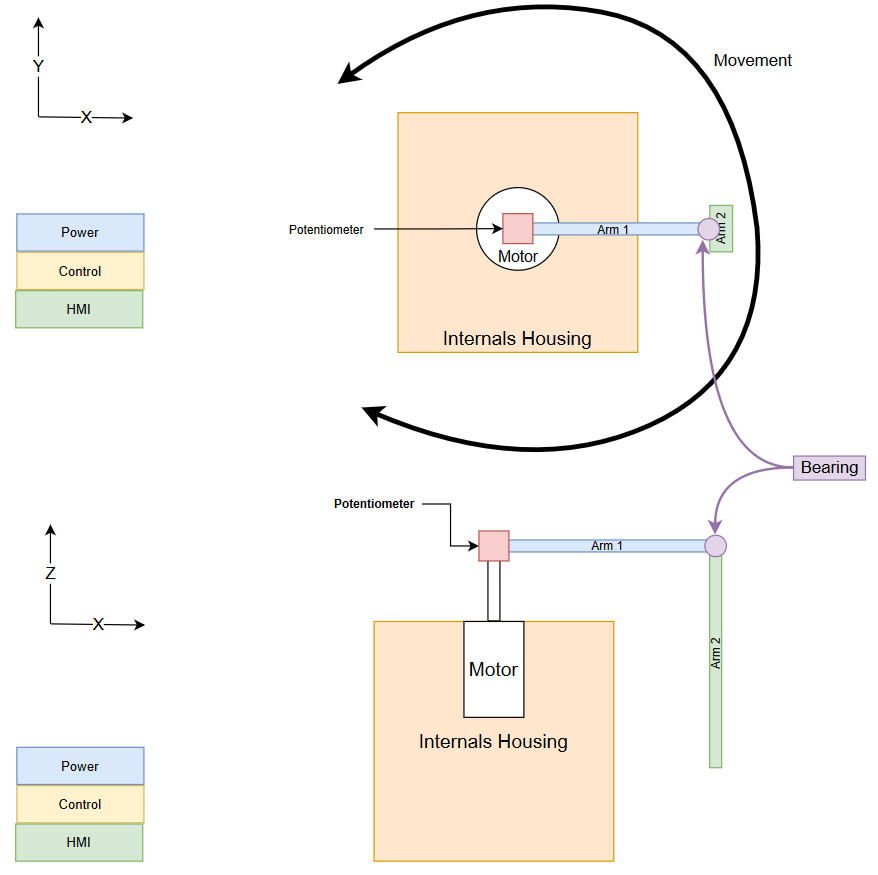 Y
X
Movement
Power
Control
HMI
Potentiometer
Arm 1
Arm 2
Motor
Internals Housing
Bearing
Potentiometer
Z
X
Arm 1
Arm 2
Motor
Internals Housing
Power
Control
HMI